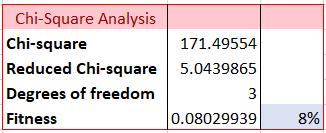 Chi-Square Analysis
Chi-square 171.49554
Reduced Chi-square 5.0439865
Degrees of freedom 3
Fitness 0.08029939 8%